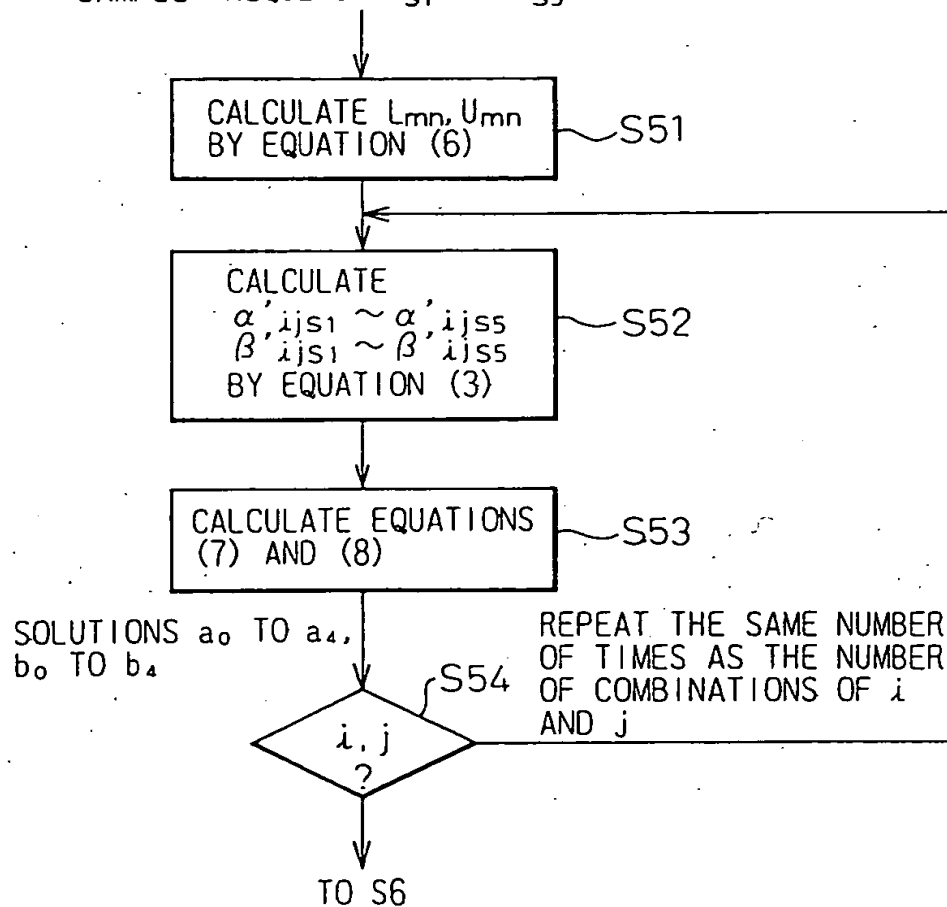 CALCULATE Lmn, Umn
BY EQUATION (6)
S51
CALCULATE
α'ijS1 ~ α'ijS5
β'ijS1 ~ β'ijS5
BY EQUATION (3)
S52
CALCULATE EQUATIONS
(7) AND (8)
S53
SOLUTIONS a0 TO a4,
b0 TO b4
S54
REPEAT THE SAME NUMBER
OF TIMES AS THE NUMBER
OF COMBINATIONS OF i
AND j
i, j
?
TO S6